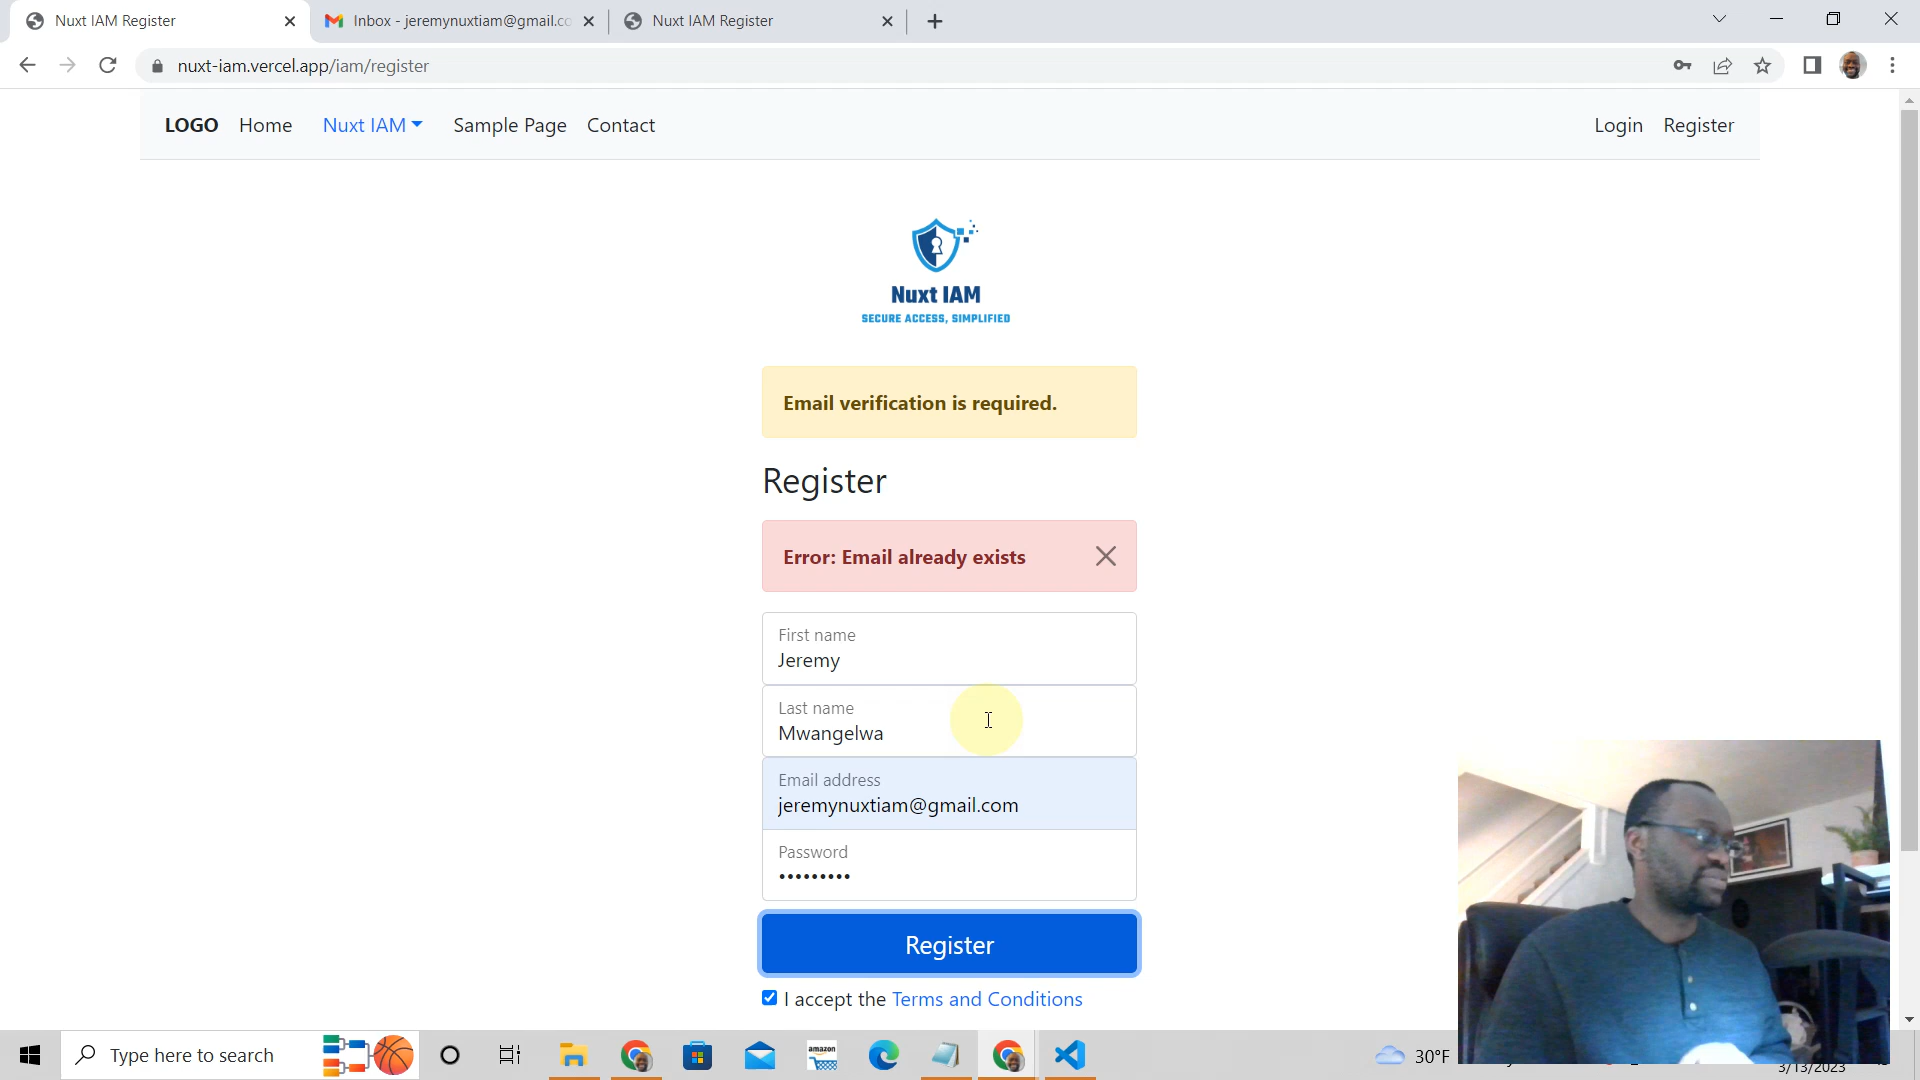 Nuxt IAM Register
Inbox - jeremynuxtiam@gmail.co
Nuxt IAM Register
nuxt-iam.vercel.app/iam/register
LOGO Home Nuxt IAM Sample Page Contact Login Register
Nuxt IAM
SECURE ACCESS, SIMPLIFIED
Email verification is required.
Register
Error: Email already exists
First name
Jeremy
Last name
Mwangelwa
Email address
jeremynuxtiam@gmail.com
Password
•••••••••
Register
I accept the Terms and Conditions
Type here to search
amazon
30°F
3/13/2023